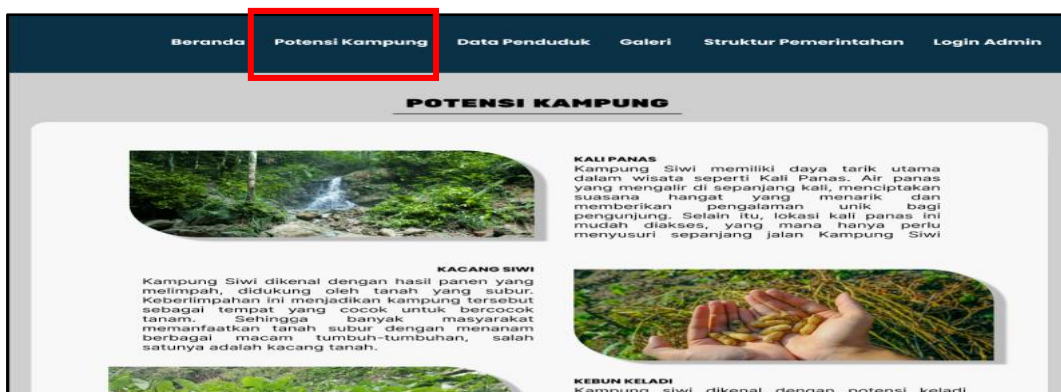 Beranda Potensi Kampung Data Penduduk Galeri Struktur Pemerintahan Login Admin
POTENSI KAMPUNG
KALI PANAS
Kampung Siwi memiliki daya tarik utama
dalam wisata seperti Kali Panas. Air panas
yang mengalir di sepanjang kali, menciptakan
suasana hangat yang menarik dan
memberikan pengalaman unik bagi
pengunjung. Selain itu, lokasi kali panas ini
mudah diakses, yang mana hanya perlu
menyusuri sepanjang jalan Kampung Siwi
KACANG SIWI
Kampung Siwi dikenal dengan hasil panen yang
melimpah, didukung oleh tanah yang subur.
Keberlimpahan ini menjadikan kampung tersebut
sebagai tempat yang cocok untuk bercocok
tanam. Sehingga banyak masyarakat
memanfaatkan tanah subur dengan menanam
berbagai macam tumbuh-tumbuhan, salah
satunya adalah kacang tanah.
KEBUN KELADI
Kampung siwi dikenal dengan potensi keladi